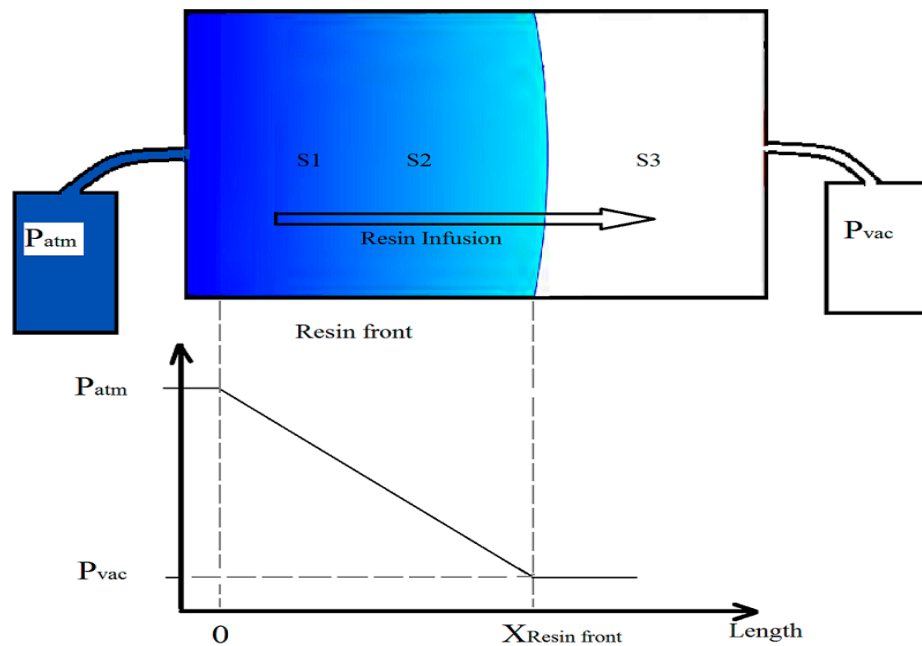 S1 S2 S3
Patm
Pvac
Resin Infusion
Resin front
Patm
Pvac
0 XResin front Length